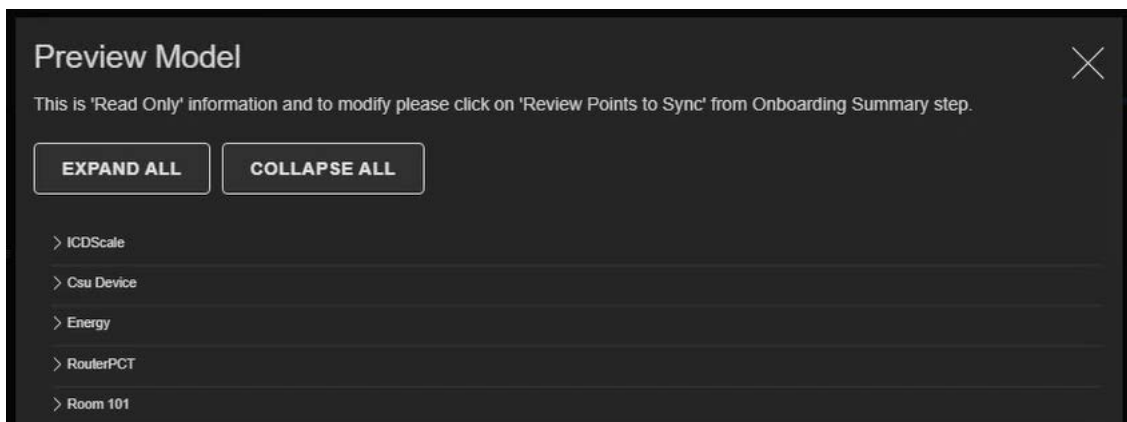 Preview Model
This is 'Read Only' information and to modify please click on 'Review Points to Sync' from Onboarding Summary step.
EXPAND ALL COLLAPSE ALL
ICDScale
Csu Device
Energy
RouterPCT
Room 101